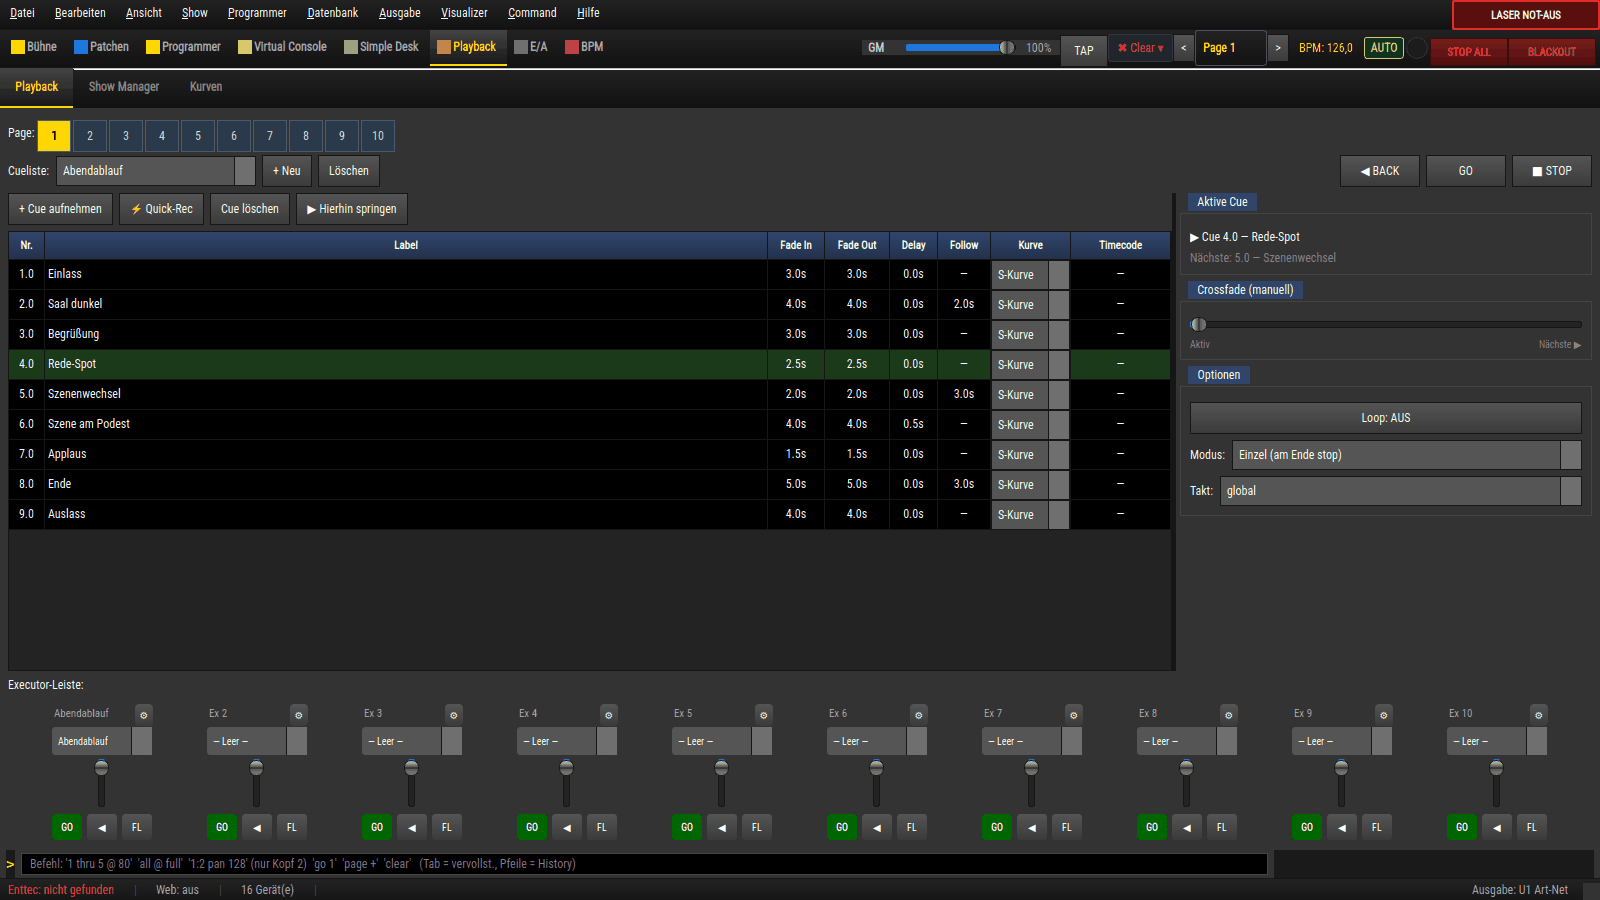 Datei Bearbeiten Ansicht Show Programmer Datenbank Ausgabe Visualizer Command Hilfe LASER NOT-AUS
Bühne Patchen Programmer Virtual Console Simple Desk Playback E/A BPM GM 100% TAP ✖ Clear ▾ < Page 1 > BPM: 126,0 AUTO STOP ALL BLACKOUT
Playback Show Manager Kurven
Page: 1 2 3 4 5 6 7 8 9 10
Cueliste: Abendablauf + Neu Löschen ◀ BACK GO ■ STOP
+ Cue aufnehmen ⚡ Quick-Rec Cue löschen ▶ Hierhin springen
Nr. Label Fade In Fade Out Delay Follow Kurve Timecode
1.0 Einlass 3.0s 3.0s 0.0s – S-Kurve –
2.0 Saal dunkel 4.0s 4.0s 0.0s 2.0s S-Kurve –
3.0 Begrüßung 3.0s 3.0s 0.0s – S-Kurve –
4.0 Rede-Spot 2.5s 2.5s 0.0s – S-Kurve –
5.0 Szenenwechsel 2.0s 2.0s 0.0s 3.0s S-Kurve –
6.0 Szene am Podest 4.0s 4.0s 0.5s – S-Kurve –
7.0 Applaus 1.5s 1.5s 0.0s – S-Kurve –
8.0 Ende 5.0s 5.0s 0.0s 3.0s S-Kurve –
9.0 Auslass 4.0s 4.0s 0.0s – S-Kurve –
Aktive Cue
▶ Cue 4.0 – Rede-Spot
Nächste: 5.0 – Szenenwechsel
Crossfade (manuell)
Aktiv Nächste ▶
Optionen
Loop: AUS
Modus: Einzel (am Ende stop)
Takt: global
Executor-Leiste:
Abendablauf ⚙ Ex 2 ⚙ Ex 3 ⚙ Ex 4 ⚙ Ex 5 ⚙ Ex 6 ⚙ Ex 7 ⚙ Ex 8 ⚙ Ex 9 ⚙ Ex 10 ⚙
Abendablauf – Leer – – Leer – – Leer – – Leer – – Leer – – Leer – – Leer – – Leer – – Leer –
GO ◀ FL GO ◀ FL GO ◀ FL GO ◀ FL GO ◀ FL GO ◀ FL GO ◀ FL GO ◀ FL GO ◀ FL GO ◀ FL
> Befehl: '1 thru 5 @ 80' 'all @ full' '1:2 pan 128' (nur Kopf 2) 'go 1' 'page +' 'clear' (Tab = vervollst., Pfeile = History)
Enttec: nicht gefunden Web: aus 16 Gerät(e) Ausgabe: U1 Art-Net